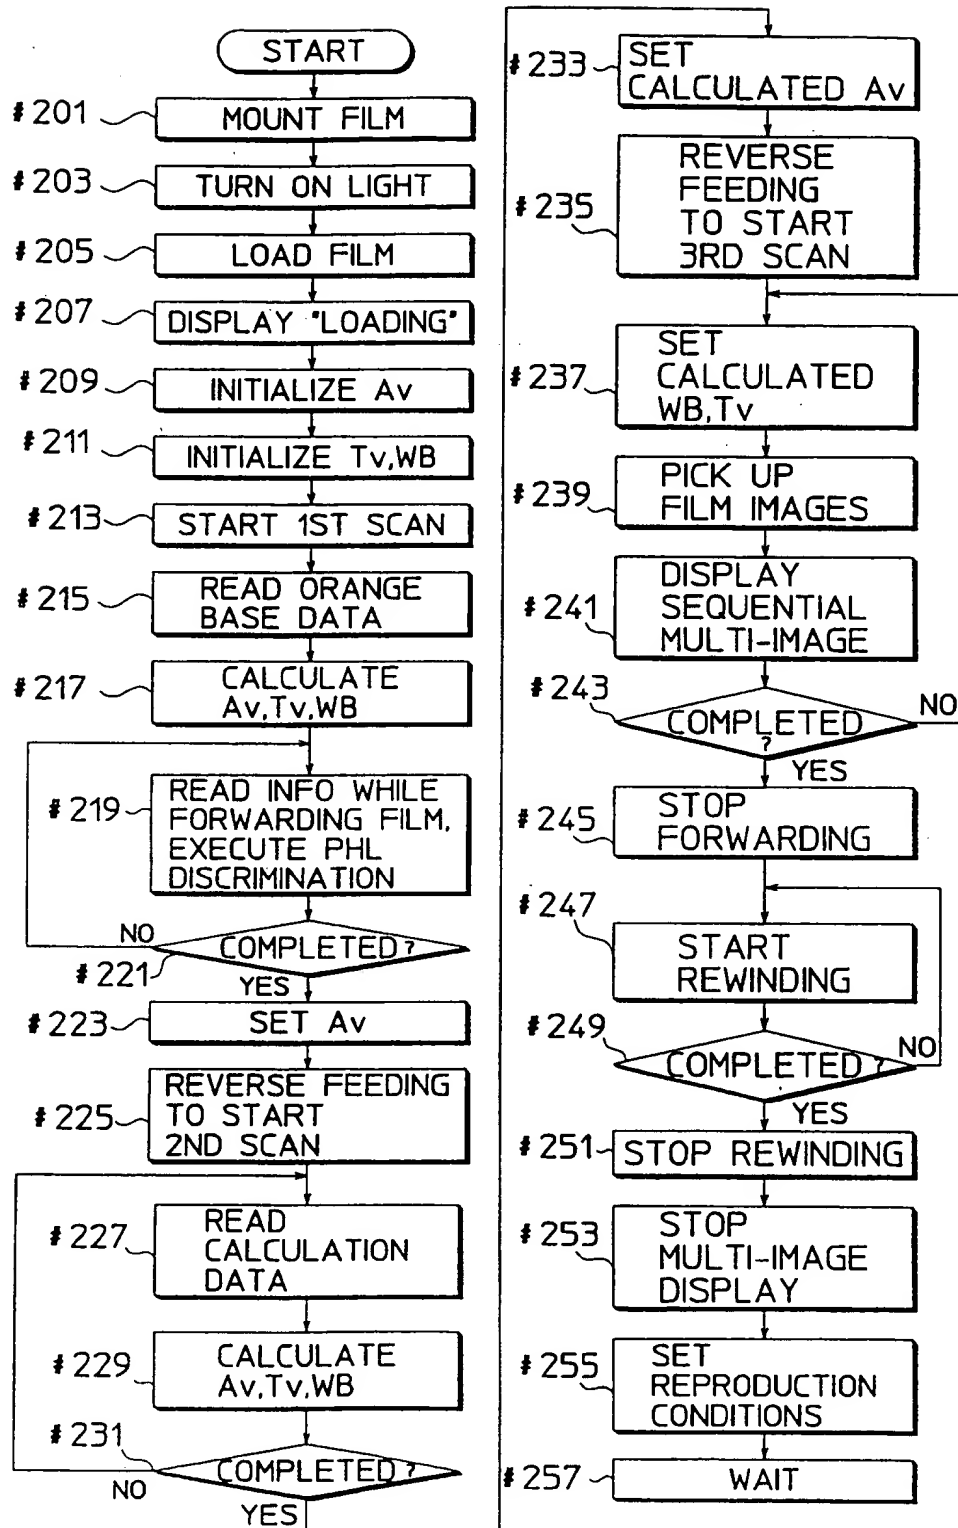 START
#201
MOUNT FILM
#203
TURN ON LIGHT
#205
LOAD FILM
#207
DISPLAY "LOADING"
#209
INITIALIZE Av
#211
INITIALIZE Tv,WB
#213
START 1ST SCAN
#215
READ ORANGE
BASE DATA
#217
CALCULATE
Av,Tv,WB
#219
READ INFO WHILE
FORWARDING FILM,
EXECUTE PHL
DISCRIMINATION
NO
COMPLETED?
#221
YES
#223
SET Av
#225
REVERSE FEEDING
TO START
2ND SCAN
#227
READ
CALCULATION
DATA
#229
CALCULATE
Av,Tv,WB
#231
COMPLETED?
NO
YES
#233
SET
CALCULATED Av
#235
REVERSE
FEEDING
TO START
3RD SCAN
#237
SET
CALCULATED
WB,Tv
#239
PICK UP
FILM IMAGES
#241
DISPLAY
SEQUENTIAL
MULTI-IMAGE
#243
COMPLETED
?
NO
YES
#245
STOP
FORWARDING
#247
START
REWINDING
#249
COMPLETED?
NO
YES
#251
STOP REWINDING
#253
STOP
MULTI-IMAGE
DISPLAY
#255
SET
REPRODUCTION
CONDITIONS
#257
WAIT